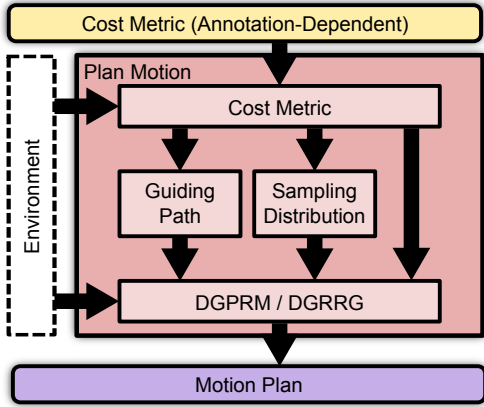 Cost Metric (Annotation-Dependent)
Plan Motion
Cost Metric
Environment
Guiding
Path
Sampling
Distribution
DGPRM / DGRRG
Motion Plan